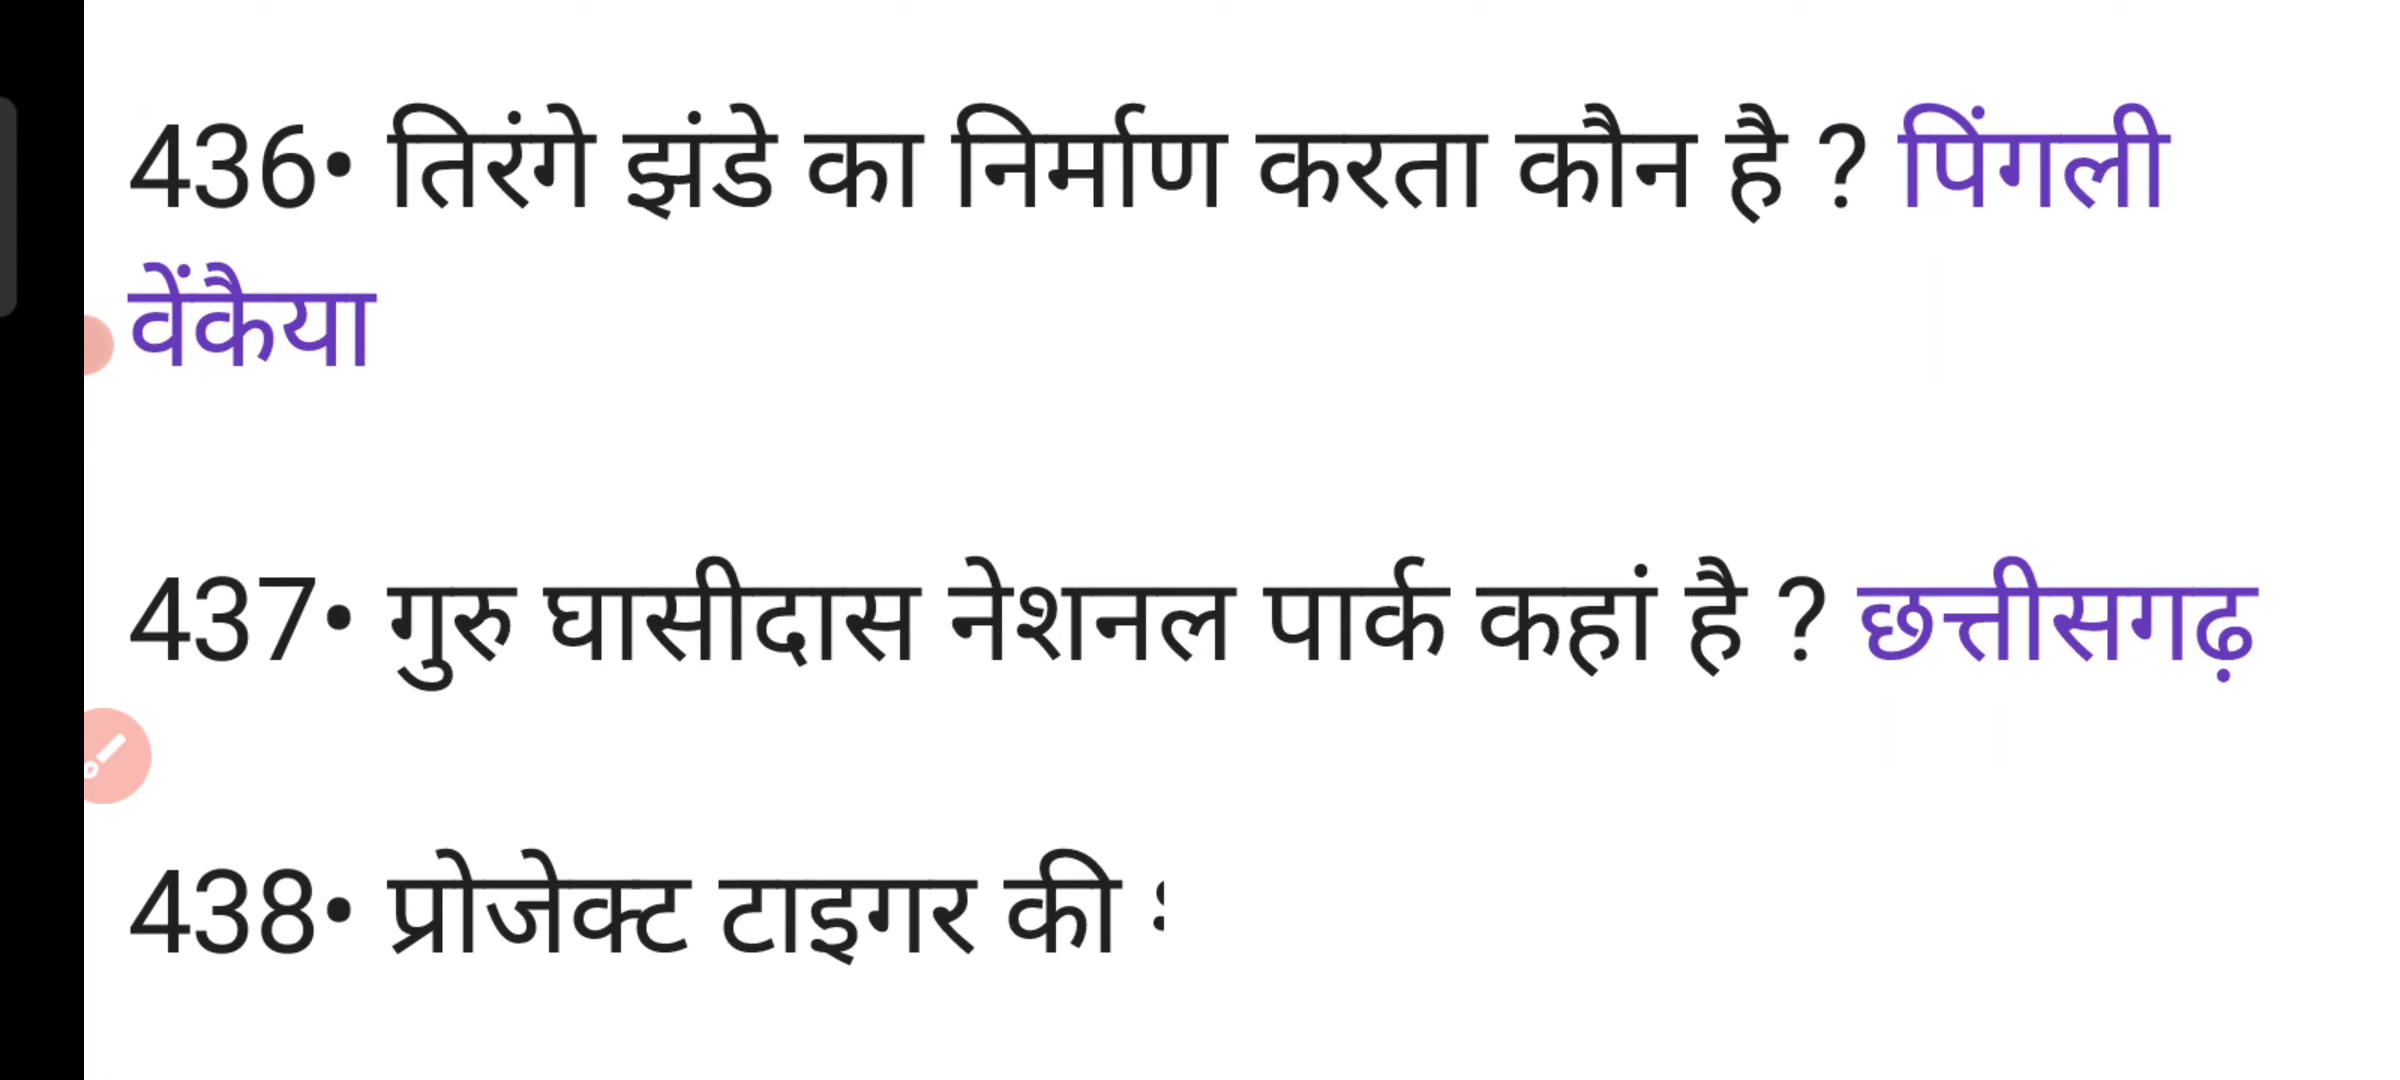 436• तिरंगे झंडे का निर्माण करता कौन है ? पिंगली
वेंकैया
437• गुरु घासीदास नेशनल पार्क कहां है ? छत्तीसगढ़
438• प्रोजेक्ट टाइगर की